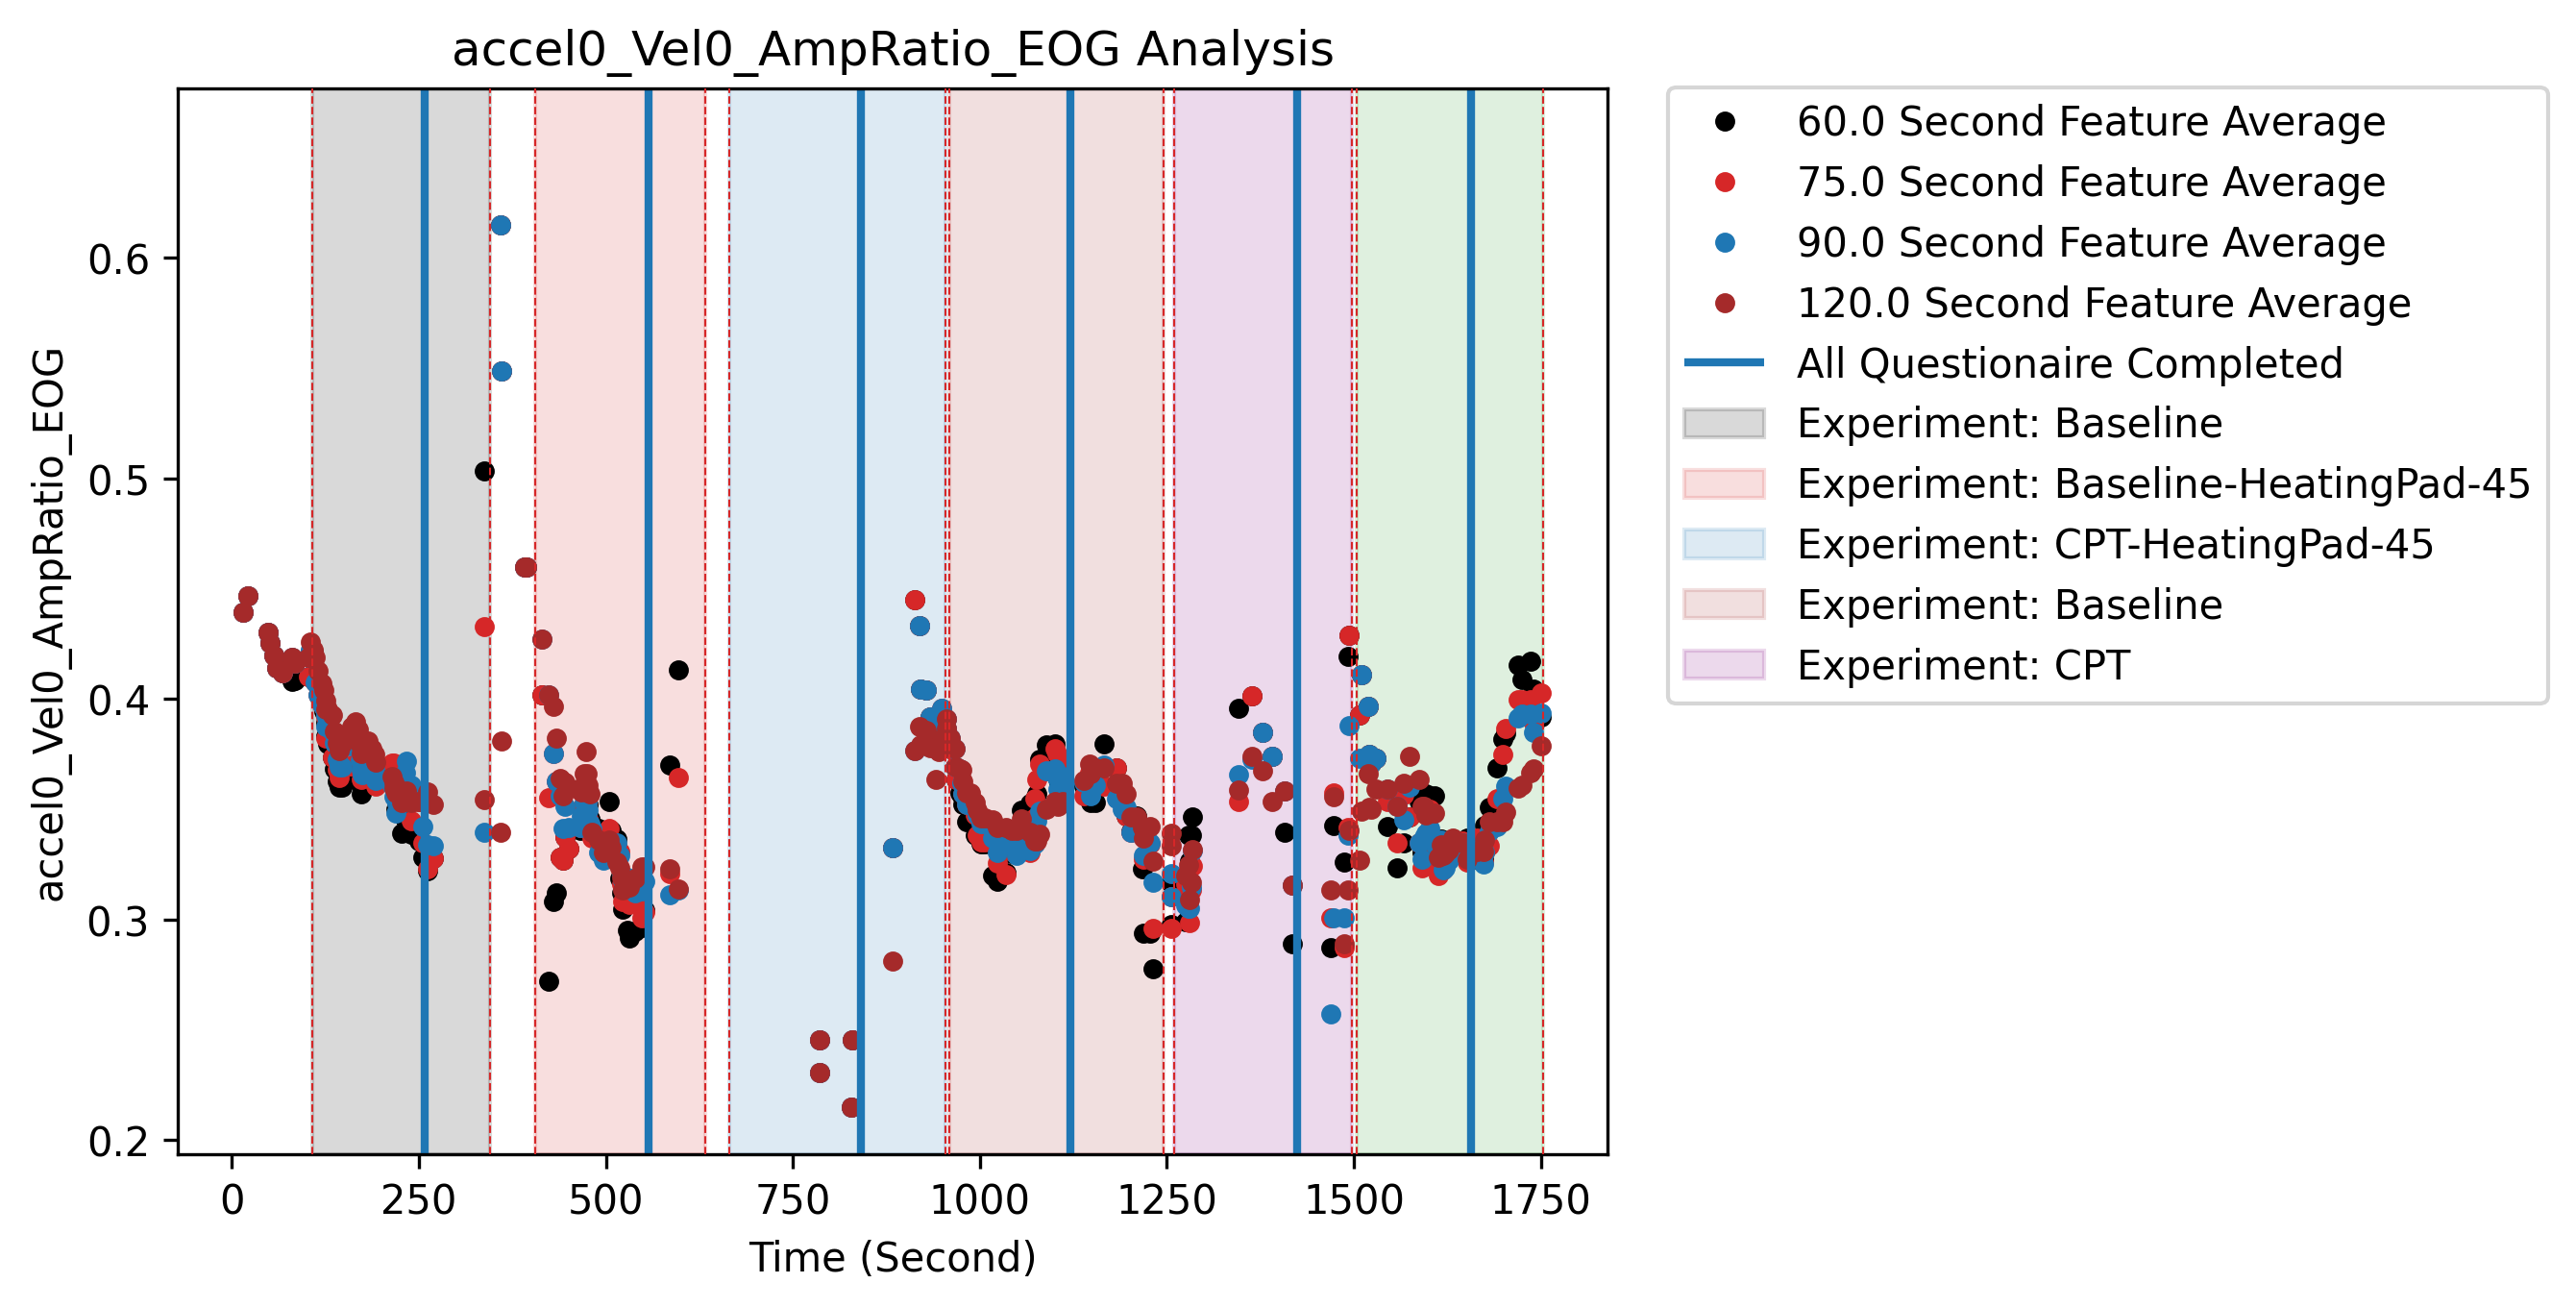 accel0_Vel0_AmpRatio_EOG Analysis
accel0_Vel0_AmpRatio_EOG
0.6
0.5
0.4
0.3
0.2
0 250 500 750 1000 1250 1500 1750
Time (Second)
60.0 Second Feature Average
75.0 Second Feature Average
90.0 Second Feature Average
120.0 Second Feature Average
All Questionaire Completed
Experiment: Baseline
Experiment: Baseline-HeatingPad-45
Experiment: CPT-HeatingPad-45
Experiment: Baseline
Experiment: CPT